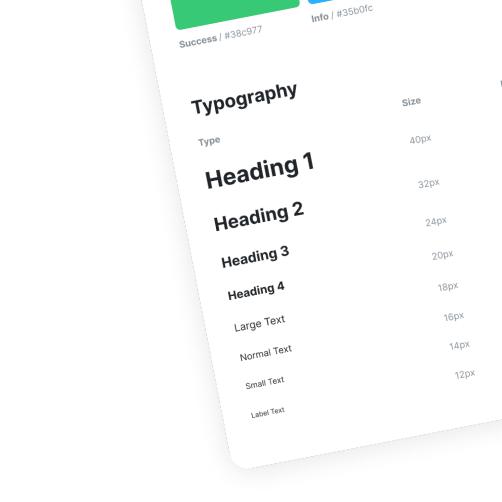 Success / #38c977
Info / #35b0fc
Typography
Type
Size
Heading 1
40px
Heading 2
32px
Heading 3
24px
Heading 4
20px
Large Text
18px
Normal Text
16px
Small Text
14px
Label Text
12px